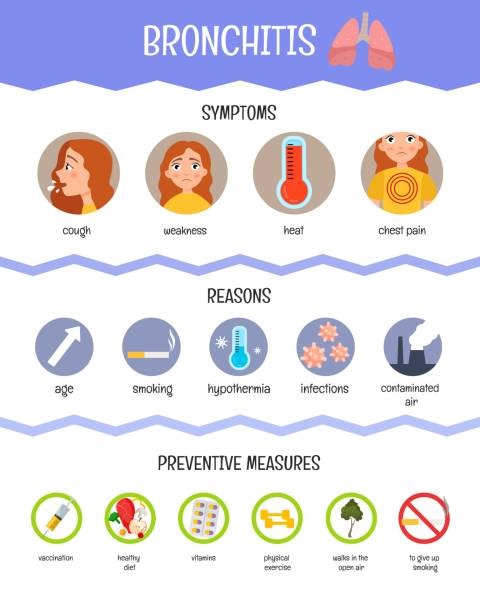 BRONCHITIS
SYMPTOMS
cough
weakness
heat
chest pain
REASONS
age
smoking
hypothermia
infections
contaminated
air
PREVENTIVE MEASURES
vaccination
healthy
diet
vitamins
physical
exercise
walks in the
open air
to give up
smoking